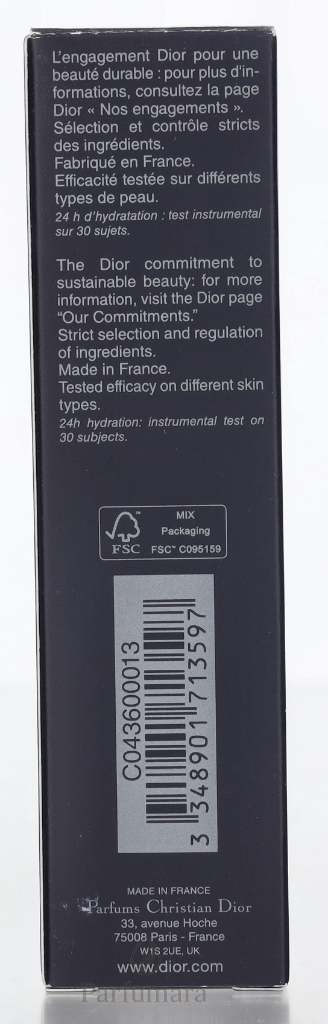 L'engagement Dior pour une
beauté durable : pour plus d'in-
formations, consultez la page
Dior « Nos engagements ».
Sélection et contrôle stricts
des ingrédients.
Fabriqué en France.
Efficacité testée sur différents
types de peau.
24 h d'hydratation : test instrumental
sur 30 sujets.
The Dior commitment to
sustainable beauty: for more
information, visit the Dior page
“Our Commitments.”
Strict selection and regulation
of ingredients.
Made in France.
Tested efficacy on different skin
types.
24h hydration: instrumental test on
30 subjects.
MIX
Packaging
FSC™ C095159
FSC
C043600013
3 348901 713597
MADE IN FRANCE
Parfums Christian Dior
33, avenue Hoche
75008 Paris - France
W1S 2UE, UK
www.dior.com
Parfumara